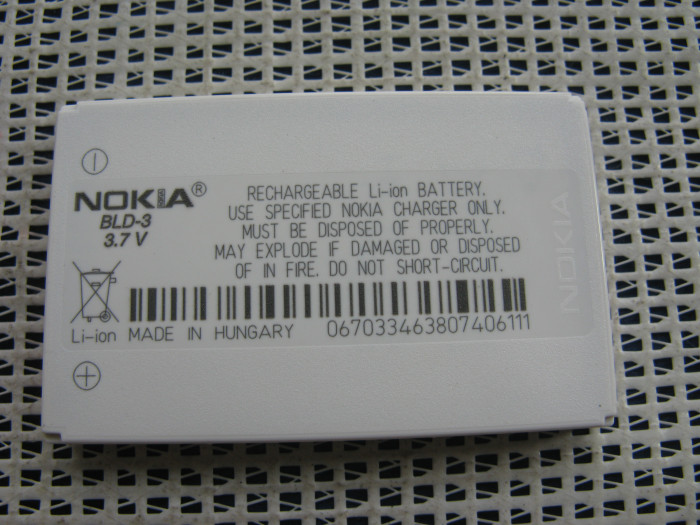 NOKIA®
BLD-3
3.7 V
RECHARGEABLE Li-ion BATTERY.
USE SPECIFIED NOKIA CHARGER ONLY.
MUST BE DISPOSED OF PROPERLY.
MAY EXPLODE IF DAMAGED OR DISPOSED
OF IN FIRE. DO NOT SHORT-CIRCUIT.
Li-ion MADE IN HUNGARY
0670334638074061 11
NOKIA